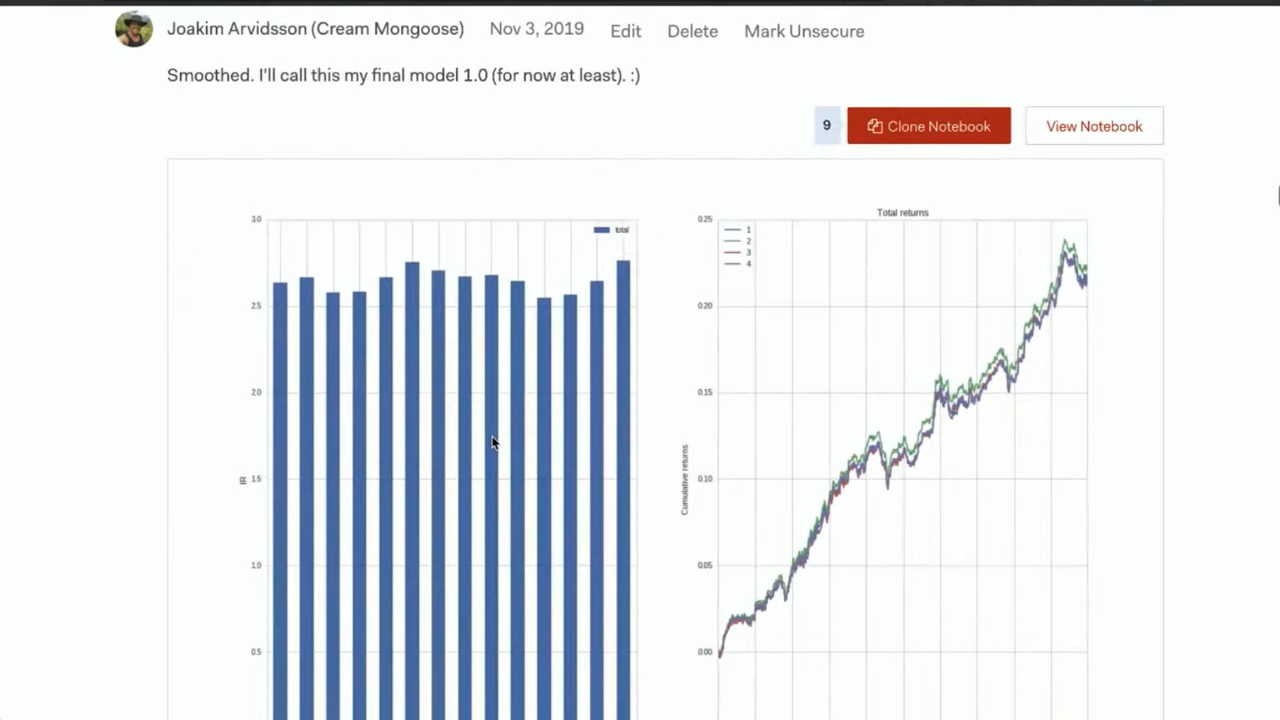 Joakim Arvidsson (Cream Mongoose) Nov 3, 2019 Edit Delete Mark Unsecure
Smoothed. I'll call this my final model 1.0 (for now at least). :)
9 Clone Notebook View Notebook
3.0
total
2.5
2.0
IR
1.5
1.0
0.5
Total returns
0.25
1
2
3
4
0.20
0.15
Cumulative returns
0.10
0.05
0.00